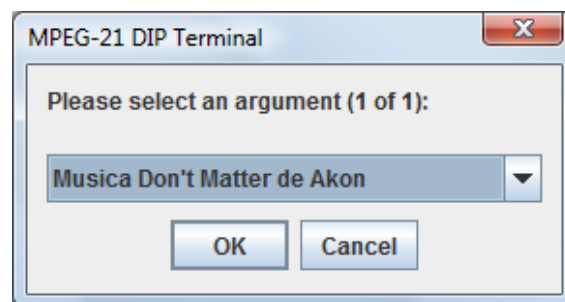 MPEG-21 DIP Terminal
Please select an argument (1 of 1):
Musica Don't Matter de Akon
OK Cancel